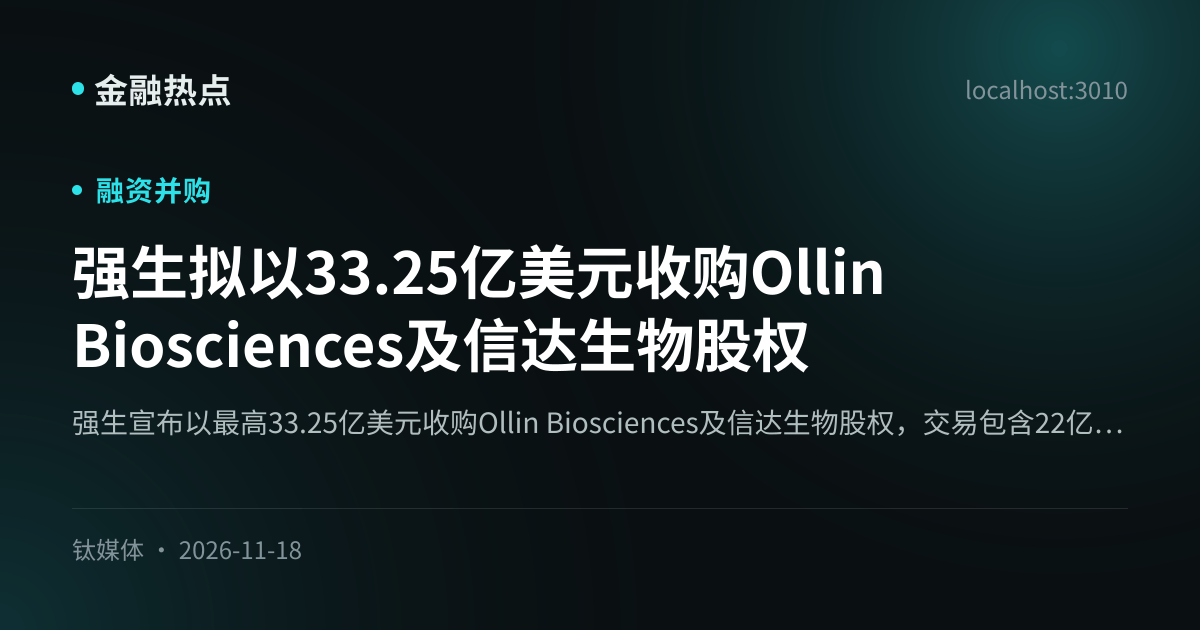 金融热点
localhost:3010
融资并购
强生拟以33.25亿美元收购Ollin
Biosciences及信达生物股权
强生宣布以最高33.25亿美元收购Ollin Biosciences及信达生物股权，交易包含22亿…
钛媒体 · 2026-11-18